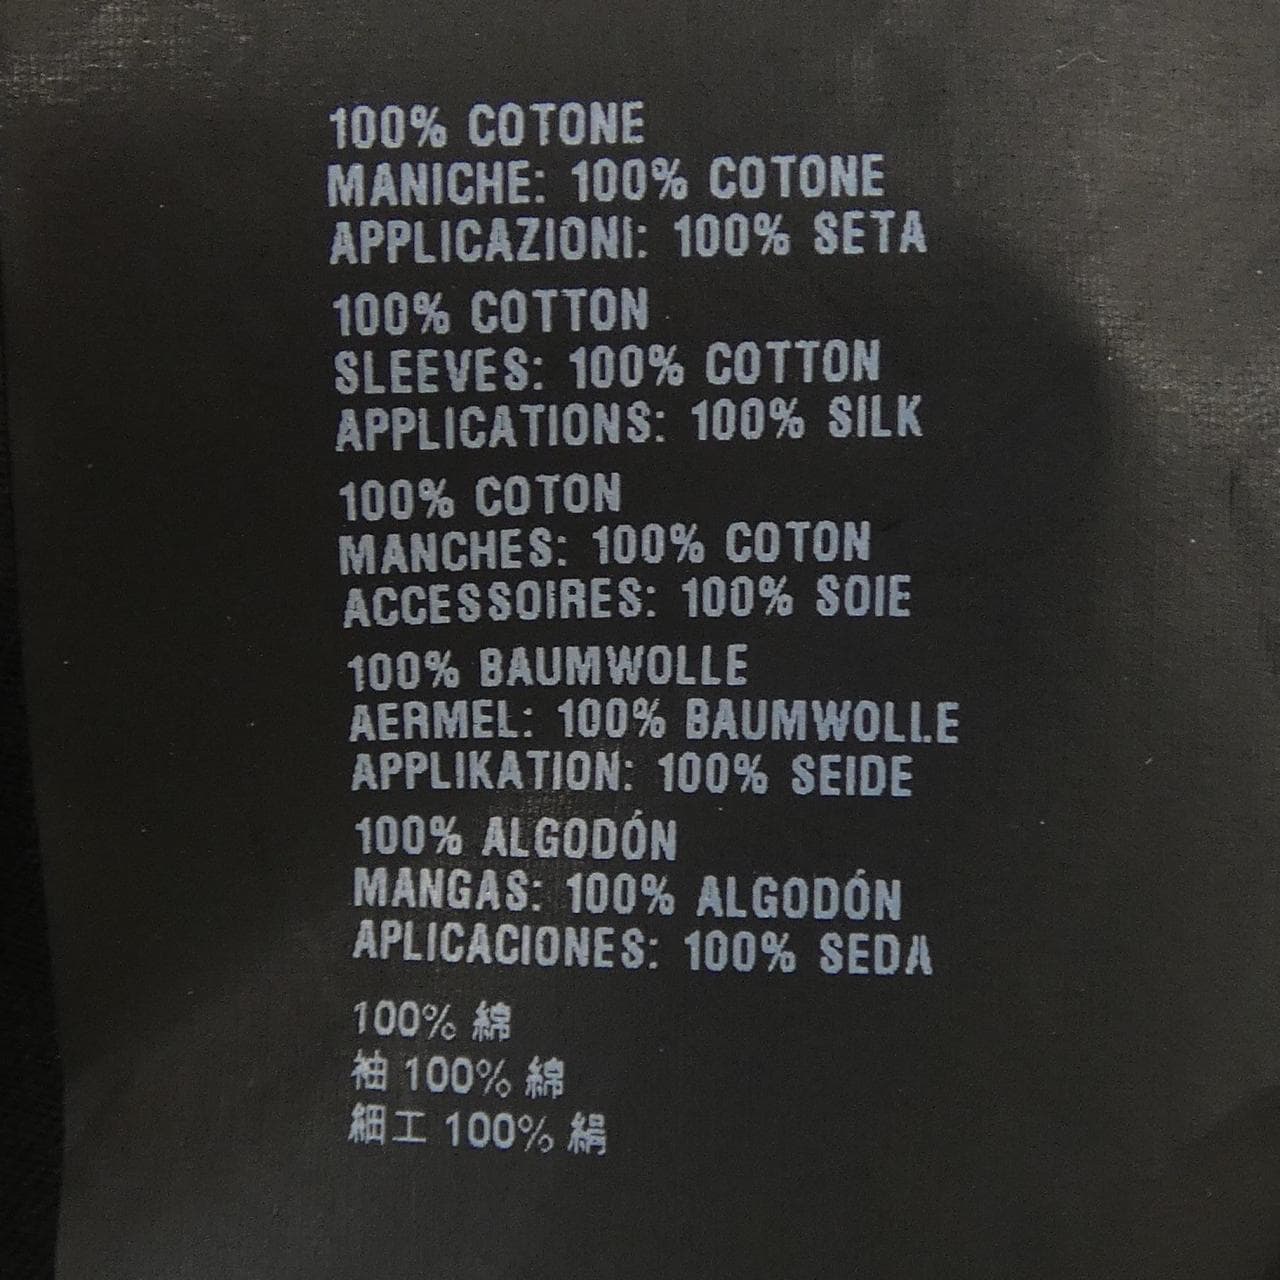 100% COTONE
MANICHE: 100% COTONE
APPLICAZIONI: 100% SETA
100% COTTON
SLEEVES: 100% COTTON
APPLICATIONS: 100% SILK
100% COTON
MANCHES: 100% COTON
ACCESSOIRES: 100% SOIE
100% BAUMWOLLE
AERMEL: 100% BAUMWOLLE
APPLIKATION: 100% SEIDE
100% ALGODÓN
MANGAS: 100% ALGODÓN
APLICACIONES: 100% SEDA
100% 綿
袖 100% 綿
細工 100% 絹